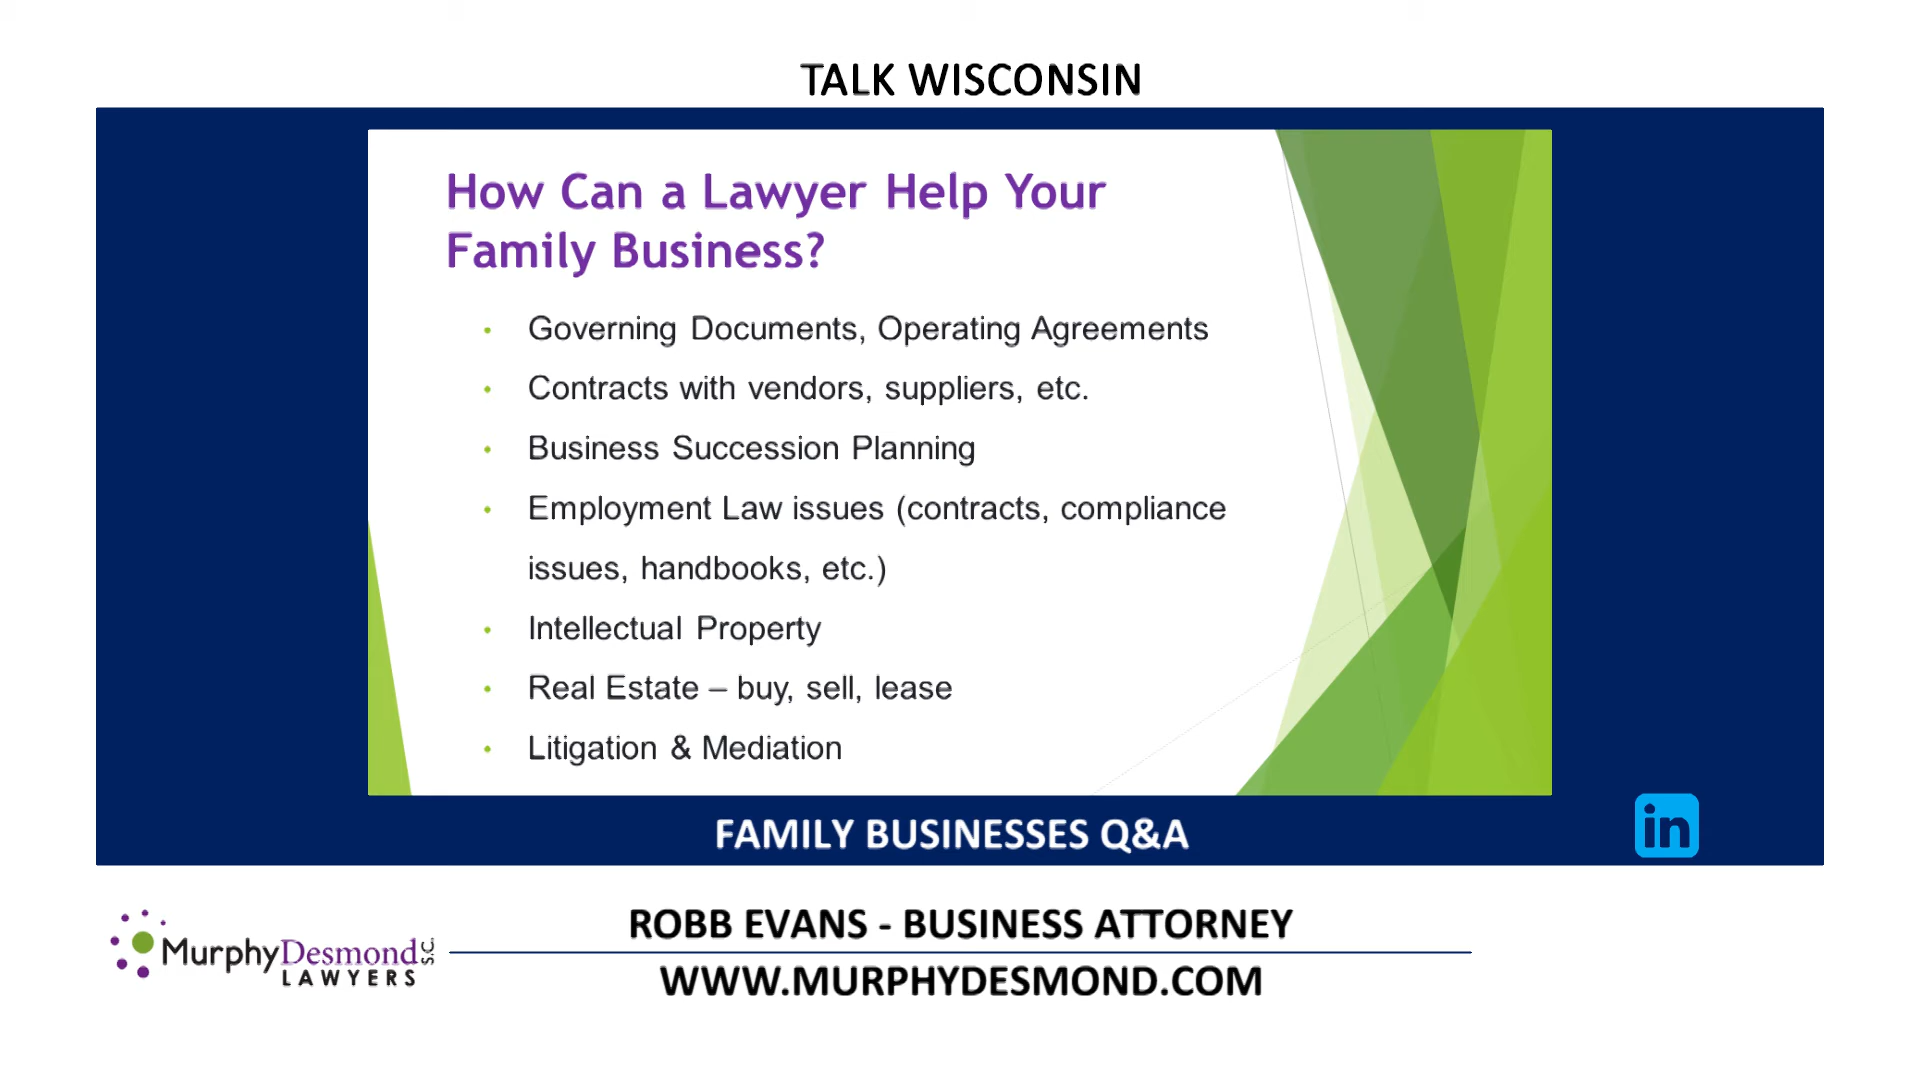 TALK WISCONSIN
How Can a Lawyer Help Your
Family Business?
• Governing Documents, Operating Agreements
• Contracts with vendors, suppliers, etc.
• Business Succession Planning
• Employment Law issues (contracts, compliance
issues, handbooks, etc.)
• Intellectual Property
• Real Estate – buy, sell, lease
• Litigation & Mediation
FAMILY BUSINESSES Q&A
in
MurphyDesmond S.C.
LAWYERS
ROBB EVANS - BUSINESS ATTORNEY
WWW.MURPHYDESMOND.COM